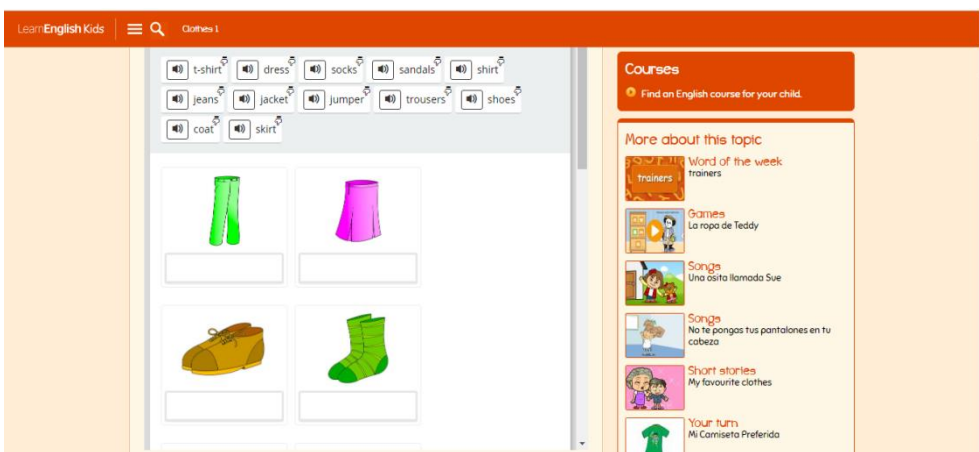 LearnEnglish Kids
Clothes 1
t-shirt dress socks sandals shirt
jeans jacket jumper trousers shoes
coat skirt
Courses
Find an English course for your child.
More about this topic
trainers
Word of the week
trainers
Games
La ropa de Teddy
Songs
Una osita llamada Sue
Songs
No te pongas tus pantalones en tu
cabeza
Short stories
My favourite clothes
Your turn
Mi Camiseta Preferida